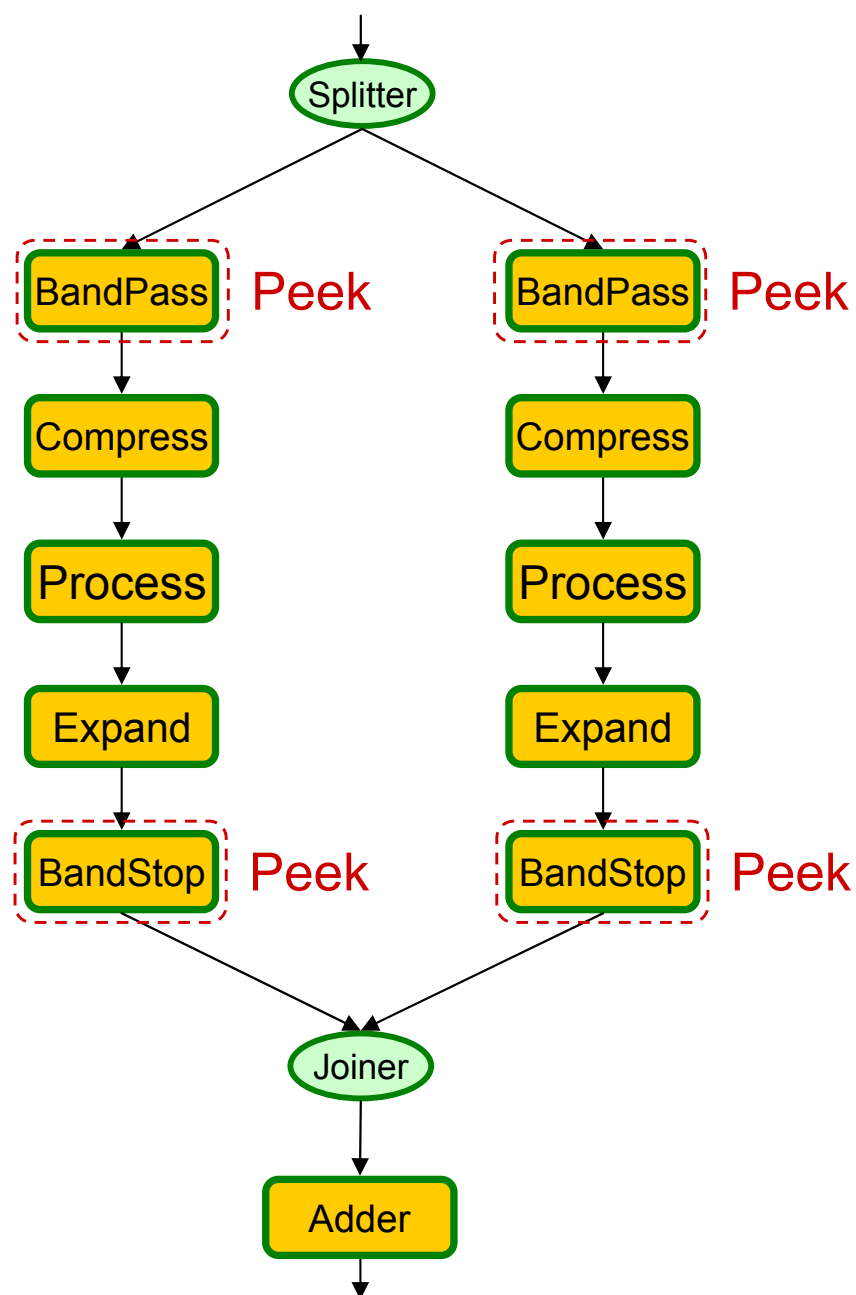 Splitter
BandPass Peek BandPass Peek
Compress Compress
Process Process
Expand Expand
BandStop Peek BandStop Peek
Joiner
Adder